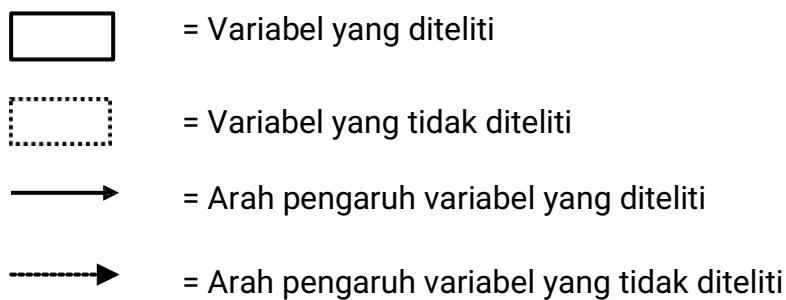 = Variabel yang diteliti
= Variabel yang tidak diteliti
= Arah pengaruh variabel yang diteliti
= Arah pengaruh variabel yang tidak diteliti